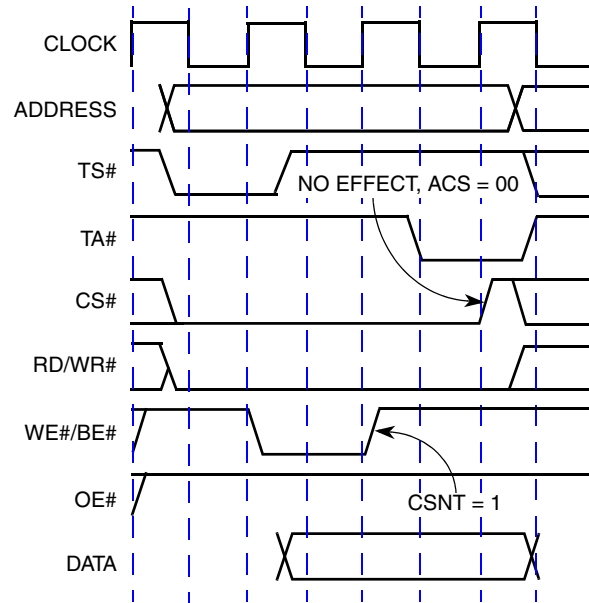 CLOCK
ADDRESS
TS#
NO EFFECT, ACS = 00
TA#
CS#
RD/WR#
WE#/BE#
OE#
CSNT = 1
DATA